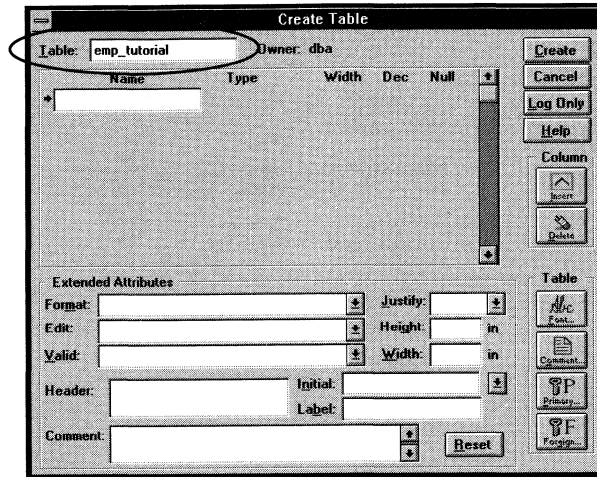 Create Table
Table: emp_tutorial Owner: dba
Name Type Width Dec Null
Create
Cancel
Log Only
Help
Column
Insert
Delete
Extended Attributes
Format: Justify:
Edit: Height: in
Valid: Width: in
Header: Initial:
Label:
Comment: Reset
Table
Abc
Font...
Comment...
P
Primary...
F
Foreign...